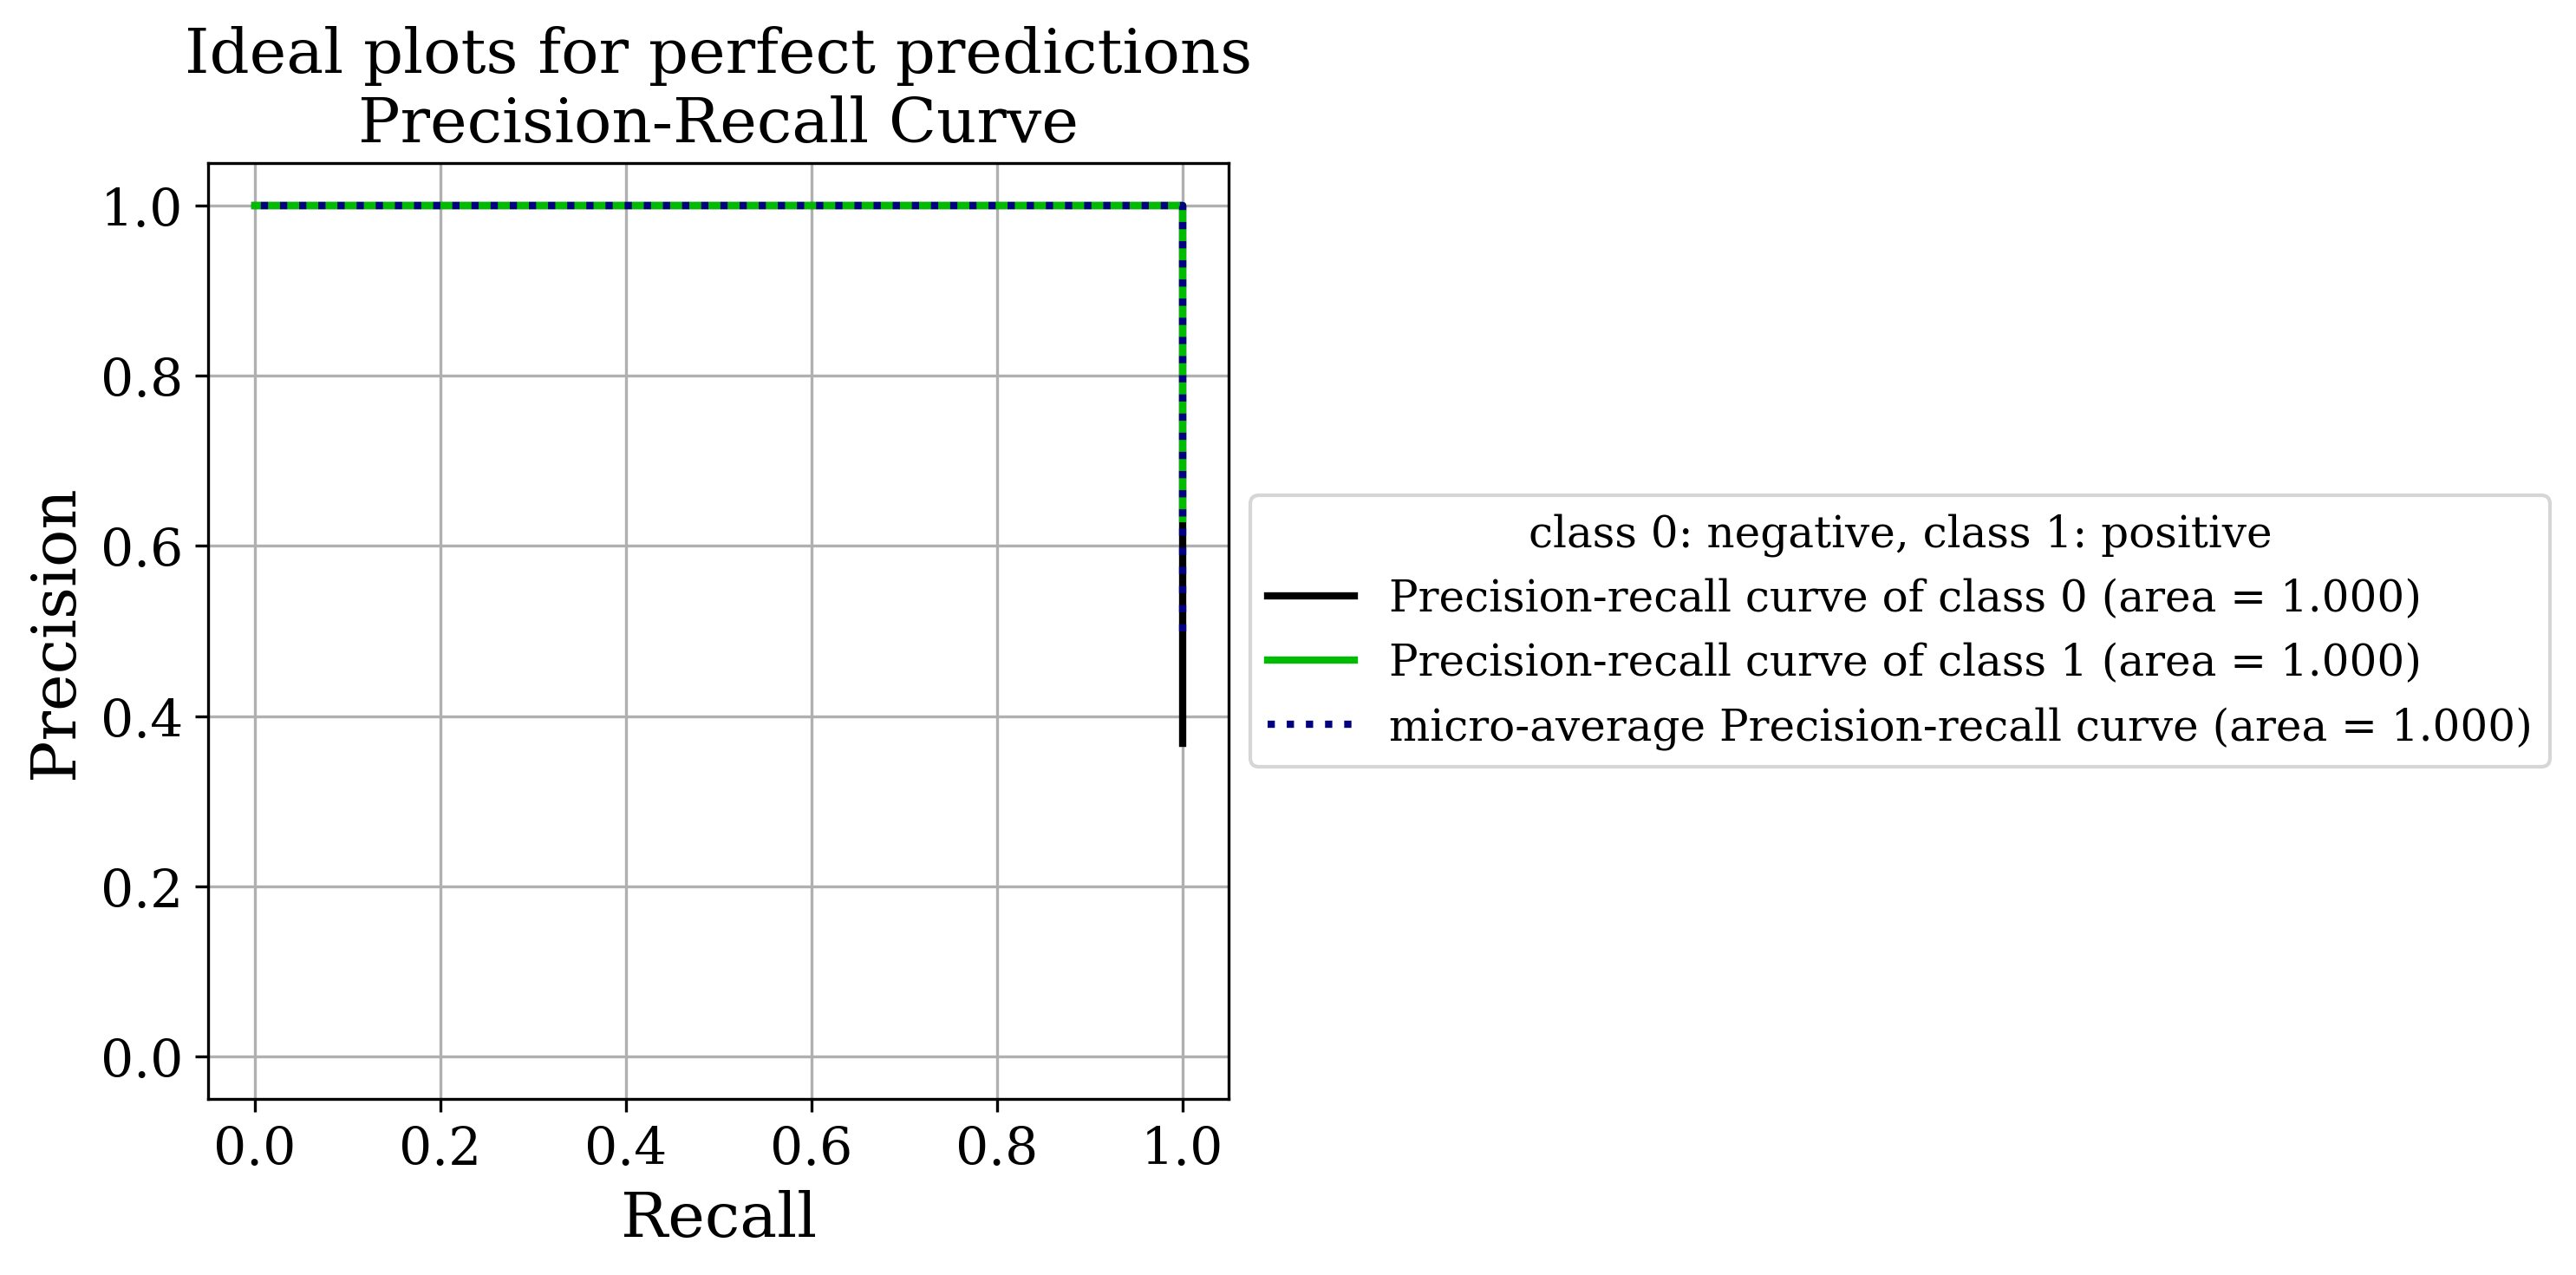 Ideal plots for perfect predictions
Precision-Recall Curve
1.0
0.8
0.6
0.4
0.2
0.0
Precision
0.0 0.2 0.4 0.6 0.8 1.0
Recall
class 0: negative, class 1: positive
Precision-recall curve of class 0 (area = 1.000)
Precision-recall curve of class 1 (area = 1.000)
micro-average Precision-recall curve (area = 1.000)